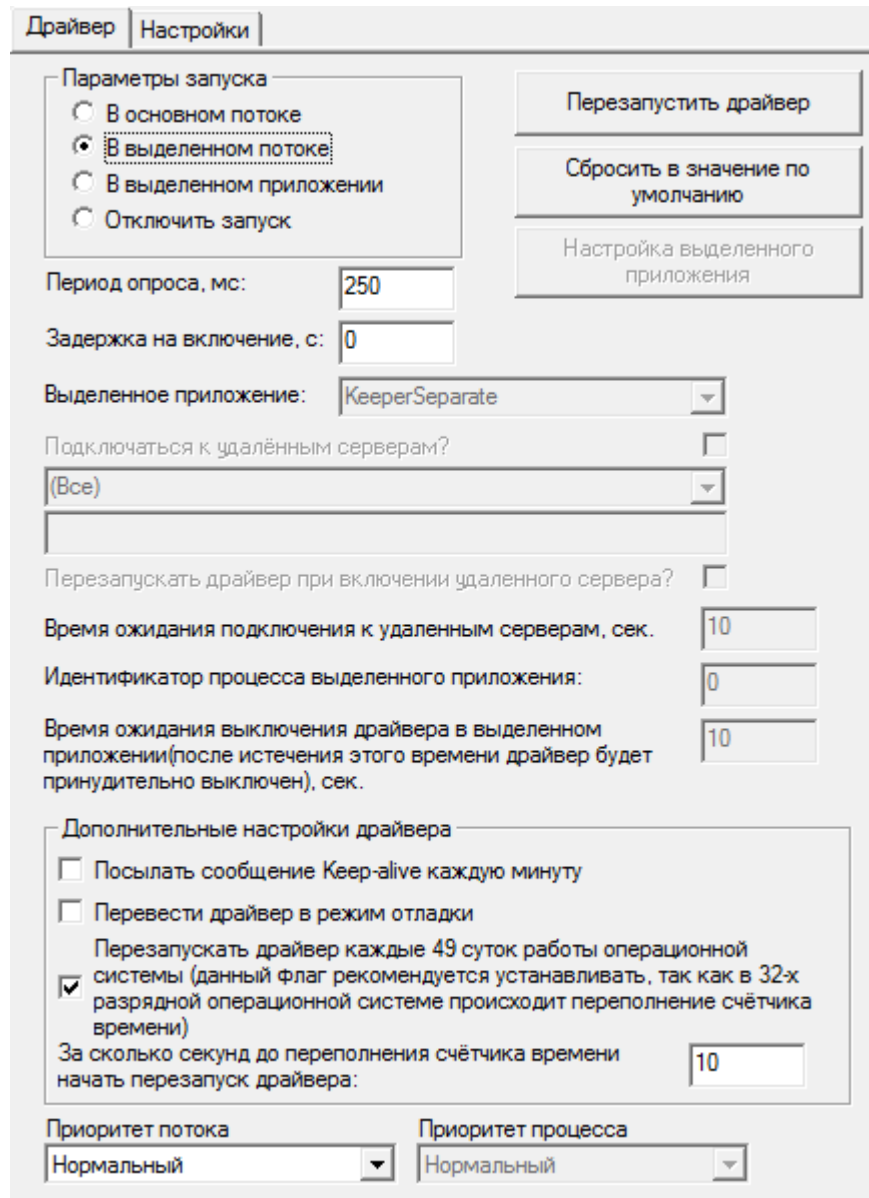 Драйвер
Настройки
Параметры запуска
В основном потоке
В выделенном потоке
В выделенном приложении
Отключить запуск
Перезапустить драйвер
Сбросить в значение по
умолчанию
Настройка выделенного
приложения
Период опроса, мс:
250
Задержка на включение, с:
0
Выделенное приложение:
KeeperSeparate
Подключаться к удалённым серверам?
(Все)
Перезапускать драйвер при включении удаленного сервера?
Время ожидания подключения к удаленным серверам, сек.
10
Идентификатор процесса выделенного приложения:
0
Время ожидания выключения драйвера в выделенном
приложении(после истечения этого времени драйвер будет
принудительно выключен), сек.
10
Дополнительные настройки драйвера
Посылать сообщение Keep-alive каждую минуту
Перевести драйвер в режим отладки
Перезапускать драйвер каждые 49 суток работы операционной
системы (данный флаг рекомендуется устанавливать, так как в 32-х
разрядной операционной системе происходит переполнение счётчика
времени)
За сколько секунд до переполнения счётчика времени
начать перезапуск драйвера:
10
Приоритет потока
Нормальный
Приоритет процесса
Нормальный